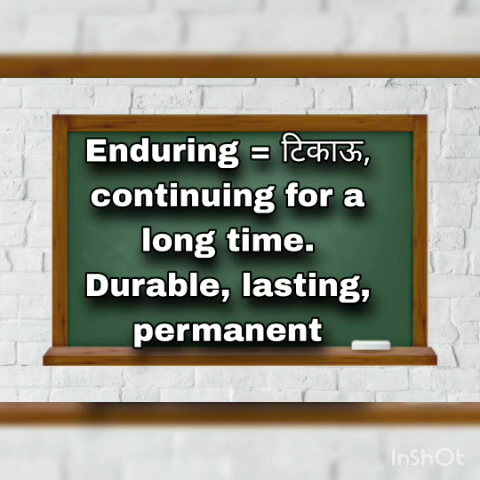 Enduring = टिकाऊ,
continuing for a
long time.
Durable, lasting,
permanent
InShOt